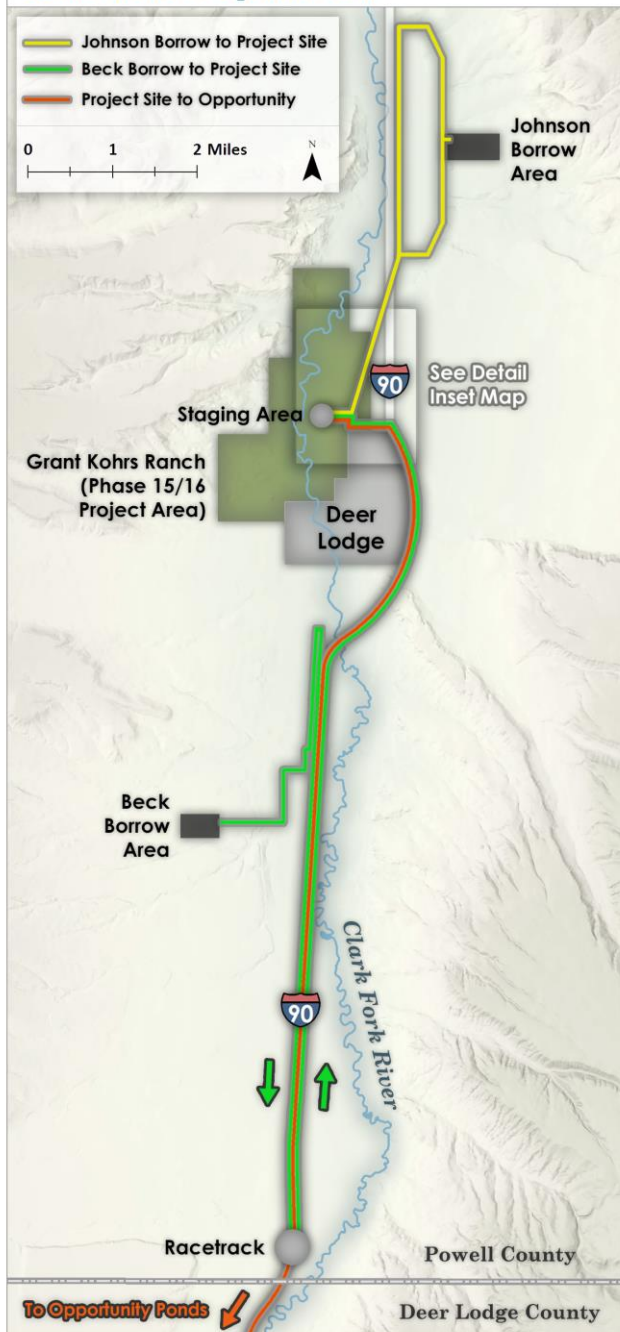 Johnson Borrow to Project Site
Beck Borrow to Project Site
Project Site to Opportunity
0 1 2 Miles
N
Johnson
Borrow
Area
90
See Detail
Inset Map
Staging Area
Grant Kohrs Ranch
(Phase 15/16
Project Area)
Deer
Lodge
Beck
Borrow
Area
Clark Fork River
90
Racetrack
Powell County
To Opportunity Ponds
Deer Lodge County